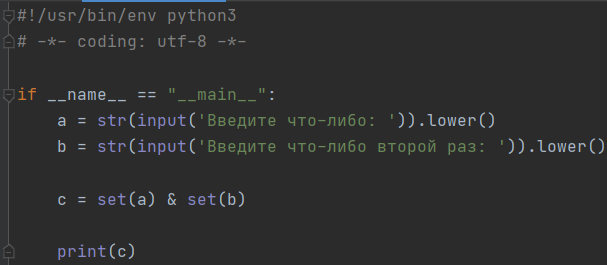 #!/usr/bin/env python3
# -*- coding: utf-8 -*-
if __name__ == "__main__":
    a = str(input('Введите что-либо: ')).lower()
    b = str(input('Введите что-либо второй раз: ')).lower()
    c = set(a) & set(b)
    print(c)